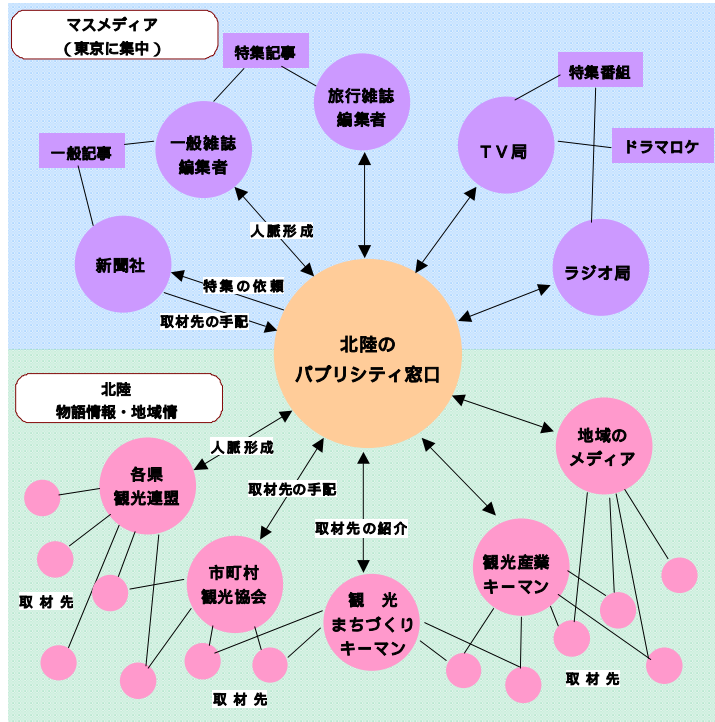 マスメディア
（東京に集中）
特集記事
旅行雑誌
編集者
特集番組
一般雑誌
編集者
一般記事
ＴＶ局
ドラマロケ
人脈形成
新聞社
ラジオ局
特集の依頼
取材先の手配
北陸の
パブリシティ窓口
北陸
物語情報・地域情
地域の
メディア
人脈形成
各県
観光連盟
取材先の手配
取材先の紹介
市町村
観光協会
観光産業
キーマン
取材先
観　光
まちづくり
キーマン
取材先
取材先